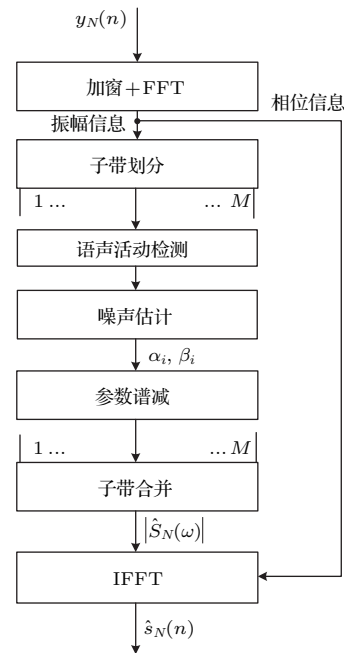 y_N(n)
加窗+FFT
相位信息
振幅信息
子带划分
1 … … M
语声活动检测
噪声估计
α_i, β_i
参数谱减
1 … … M
子带合并
|Ŝ_N(ω)|
IFFT
ŝ_N(n)